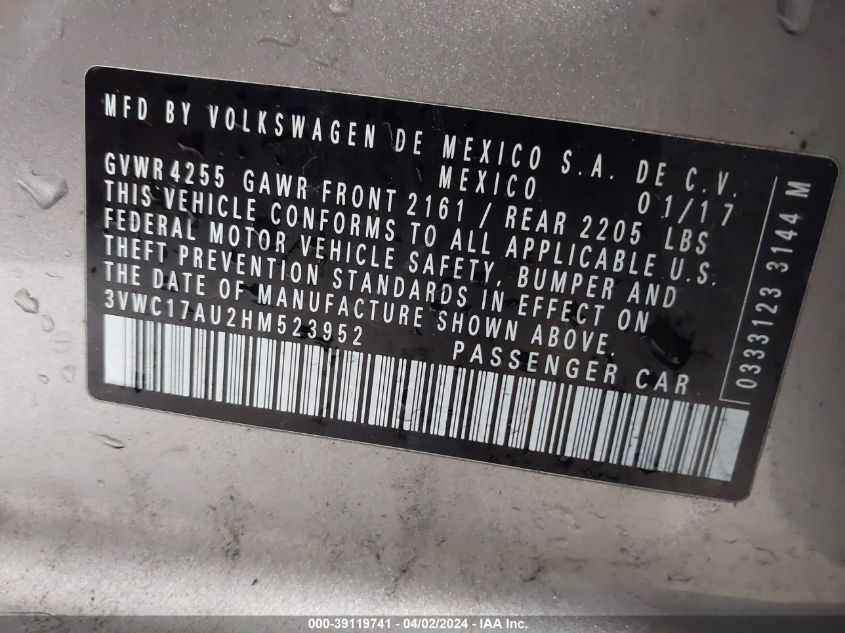 MFD BY VOLKSWAGEN DE MEXICO S.A. DE C.V.
MEXICO 01/17
GVWR 4255 GAWR FRONT 2161 / REAR 2205 LBS
THIS VEHICLE CONFORMS TO ALL APPLICABLE U.S.
FEDERAL MOTOR VEHICLE SAFETY, BUMPER AND
THEFT PREVENTION STANDARDS IN EFFECT ON
THE DATE OF MANUFACTURE SHOWN ABOVE.
3VWC17AU2HM523952 PASSENGER CAR
0333123 3144 M
000-39119741 - 04/02/2024 - IAA Inc.